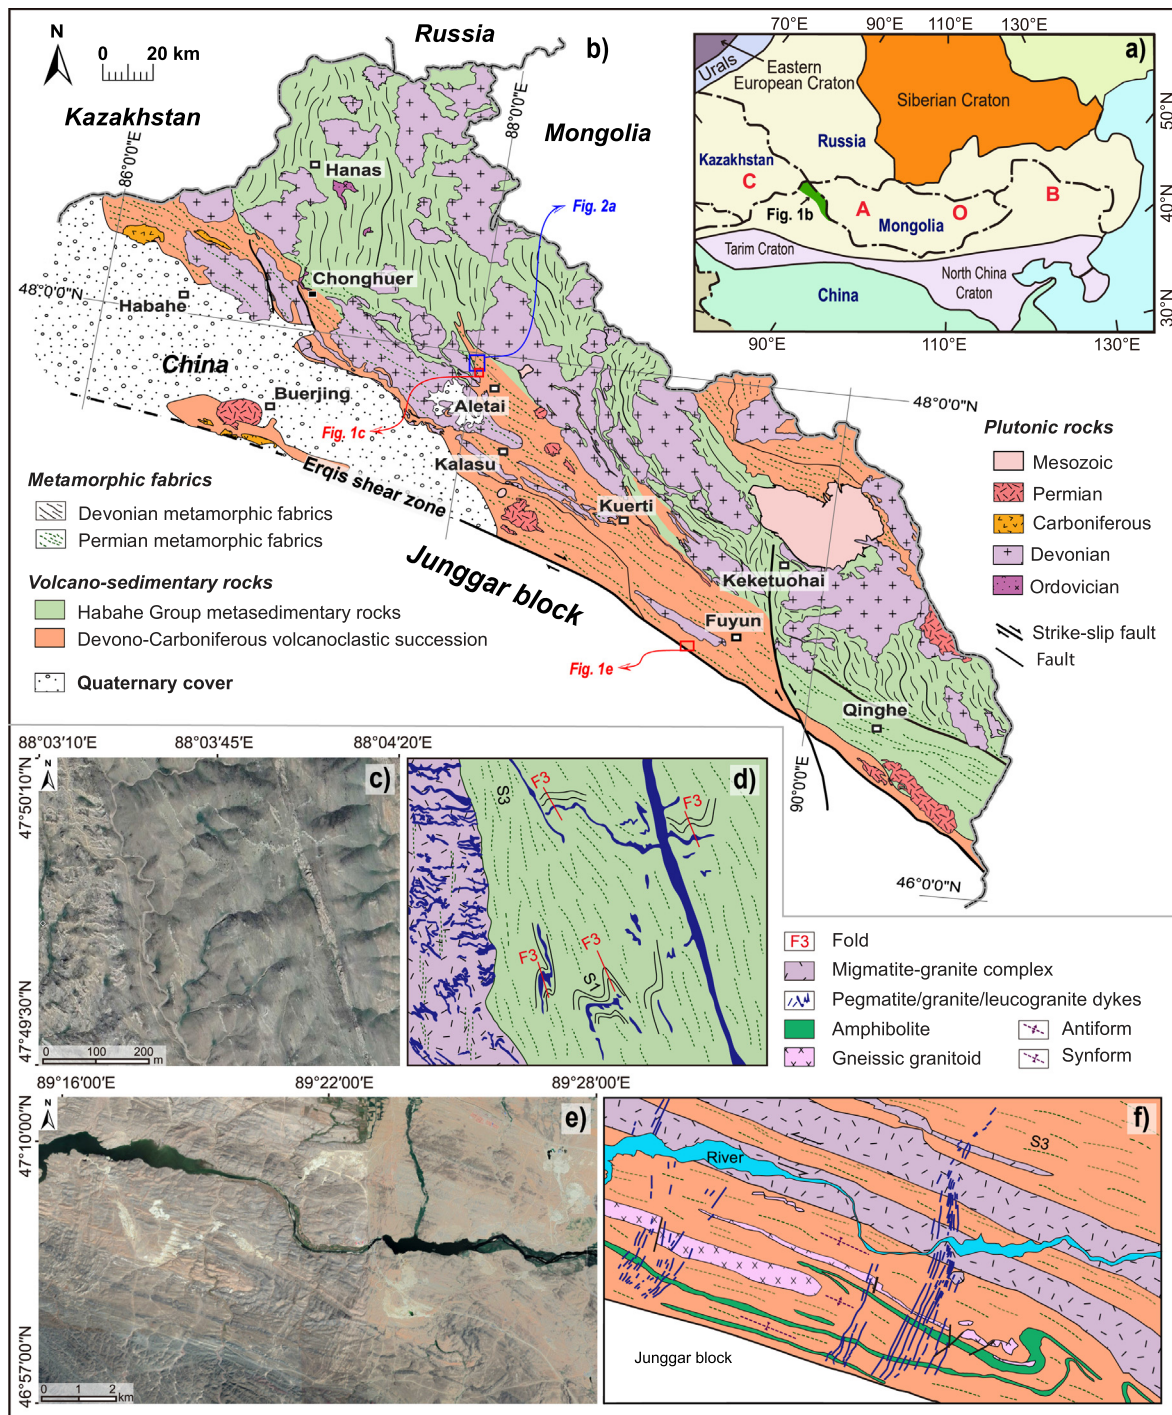 N
0 20 km
Russia
b)
Kazakhstan
86°0'0"E
88°0'0"E
Mongolia
Hanas
Fig. 2a
Chonghuer
48°0'0"N
Habahe
China
Buerjing
Aletai
Fig. 1c
Kalasu
Erqis shear zone
Kuerti
Junggar block
Keketuohai
Fuyun
Fig. 1e
Qinghe
48°0'0"N
90°0'0"E
46°0'0"N
70°E 90°E 110°E 130°E
a)
Urals
Eastern
European Craton
Siberian Craton
50°N
Russia
Kazakhstan
C
A
O
B
Fig. 1b
Mongolia
40°N
Tarim Craton
North China
Craton
China
30°N
90°E 110°E 130°E
Metamorphic fabrics
Devonian metamorphic fabrics
Permian metamorphic fabrics
Volcano-sedimentary rocks
Habahe Group metasedimentary rocks
Devono-Carboniferous volcanoclastic succession
Quaternary cover
Plutonic rocks
Mesozoic
Permian
Carboniferous
Devonian
Ordovician
Strike-slip fault
Fault
88°03'10"E 88°03'45"E 88°04'20"E
47°50'10"N
47°49'30"N
N
c)
0 100 200 m
d)
S3
F3
F3
F3
F3
S1
F3 Fold
Migmatite-granite complex
Pegmatite/granite/leucogranite dykes
Amphibolite
Antiform
Gneissic granitoid
Synform
89°16'00"E 89°22'00"E 89°28'00"E
47°10'00"N
46°57'00"N
N
e)
0 1 2 km
f)
S3
River
Junggar block